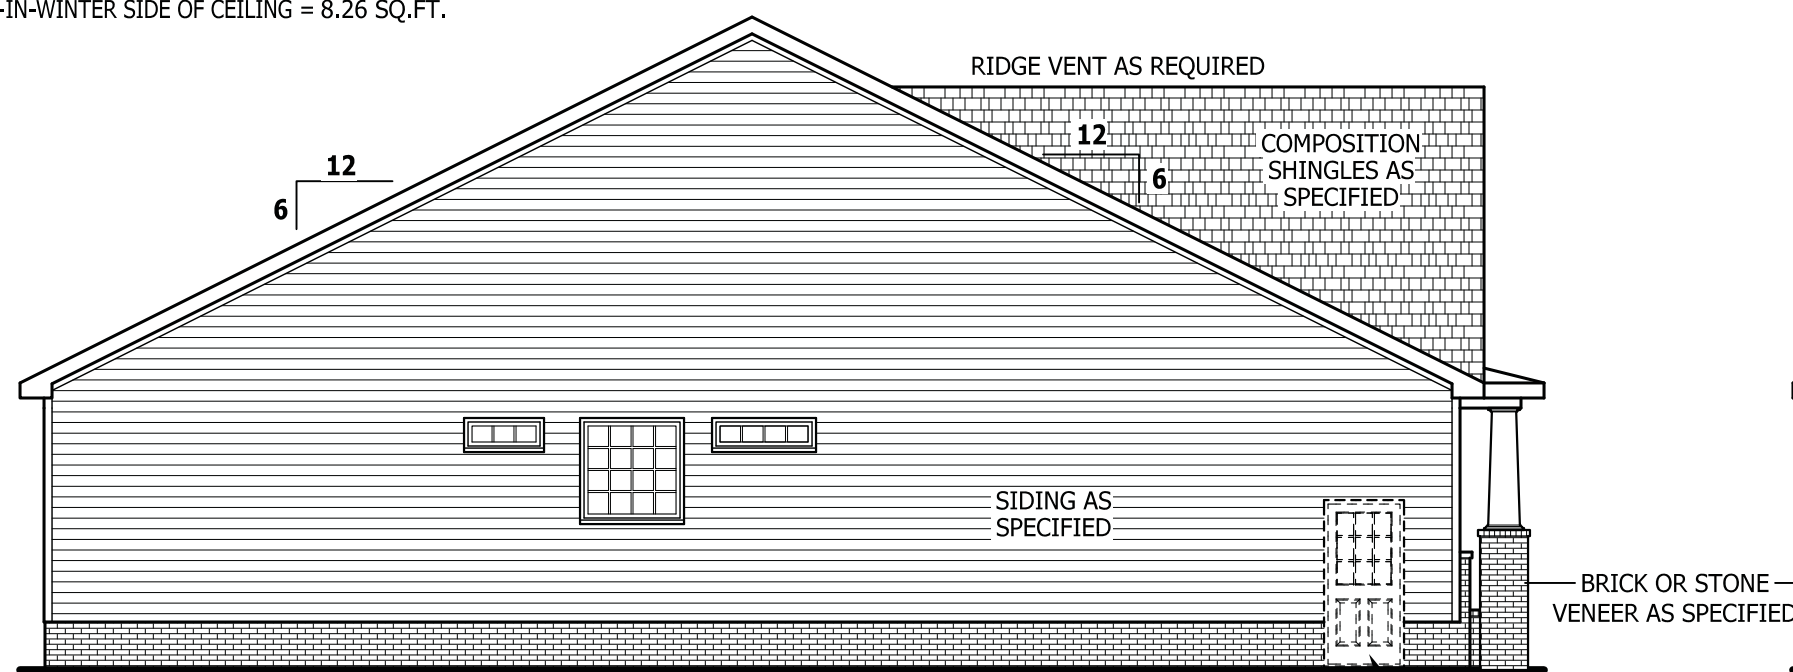 -IN-WINTER SIDE OF CEILING = 8.26 SQ.FT.
RIDGE VENT AS REQUIRED
12
6
12
6
COMPOSITION
SHINGLES AS
SPECIFIED
SIDING AS
SPECIFIED
BRICK OR STONE
VENEER AS SPECIFIED